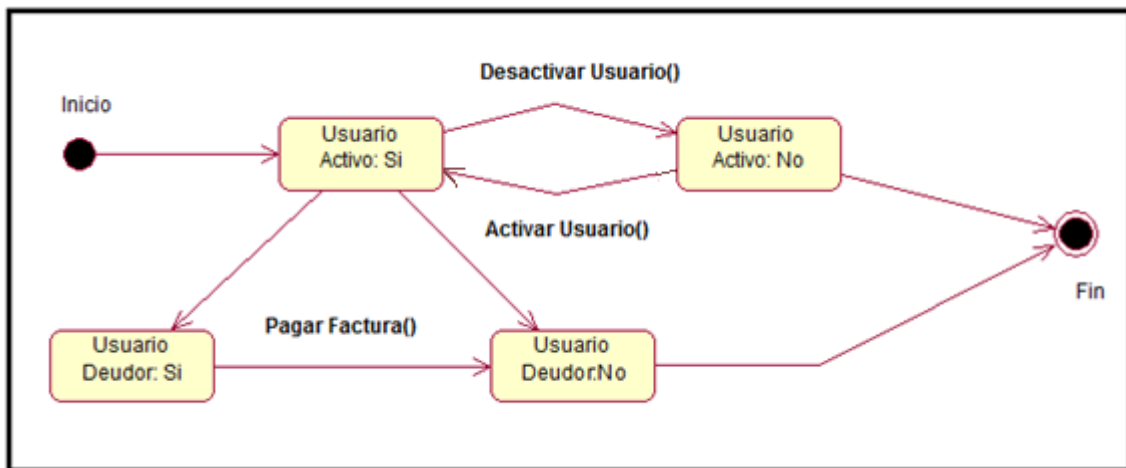 Desactivar Usuario()
Inicio
Usuario
Activo: Si
Usuario
Activo: No
Activar Usuario()
Fin
Pagar Factura()
Usuario
Deudor: Si
Usuario
Deudor:No